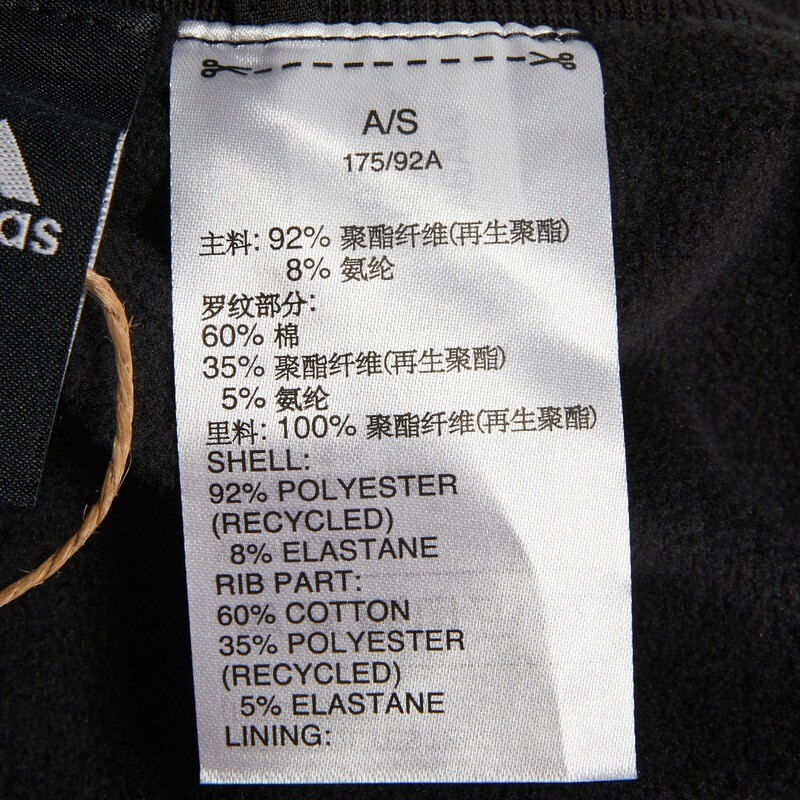 das
A/S
175/92A
主料: 92% 聚酯纤维(再生聚酯)
8% 氨纶
罗纹部分:
60% 棉
35% 聚酯纤维(再生聚酯)
5% 氨纶
里料: 100% 聚酯纤维(再生聚酯)
SHELL:
92% POLYESTER
(RECYCLED)
8% ELASTANE
RIB PART:
60% COTTON
35% POLYESTER
(RECYCLED)
5% ELASTANE
LINING: